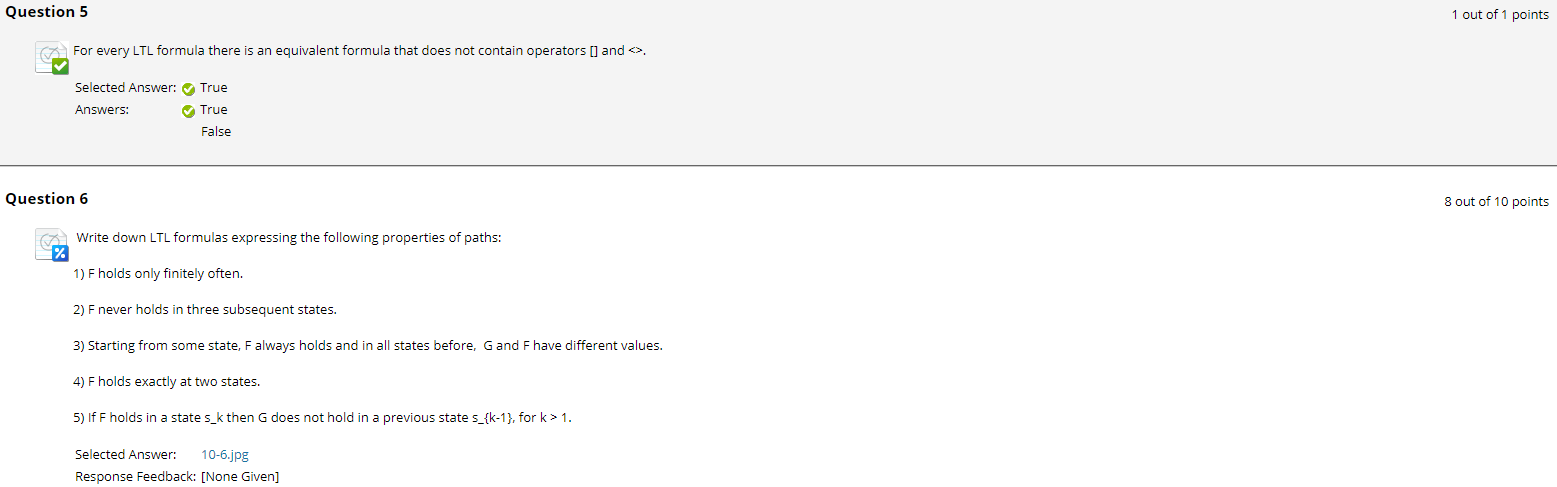 Question 5
1 out of 1 points
For every LTL formula there is an equivalent formula that does not contain operators [] and <>.
Selected Answer: True
Answers: True
False
Question 6
8 out of 10 points
Write down LTL formulas expressing the following properties of paths:
1) F holds only finitely often.
2) F never holds in three subsequent states.
3) Starting from some state, F always holds and in all states before,  G and F have different values.
4) F holds exactly at two states.
5) If F holds in a state s_k then G does not hold in a previous state s_{k-1}, for k > 1.
Selected Answer: 10-6.jpg
Response Feedback: [None Given]